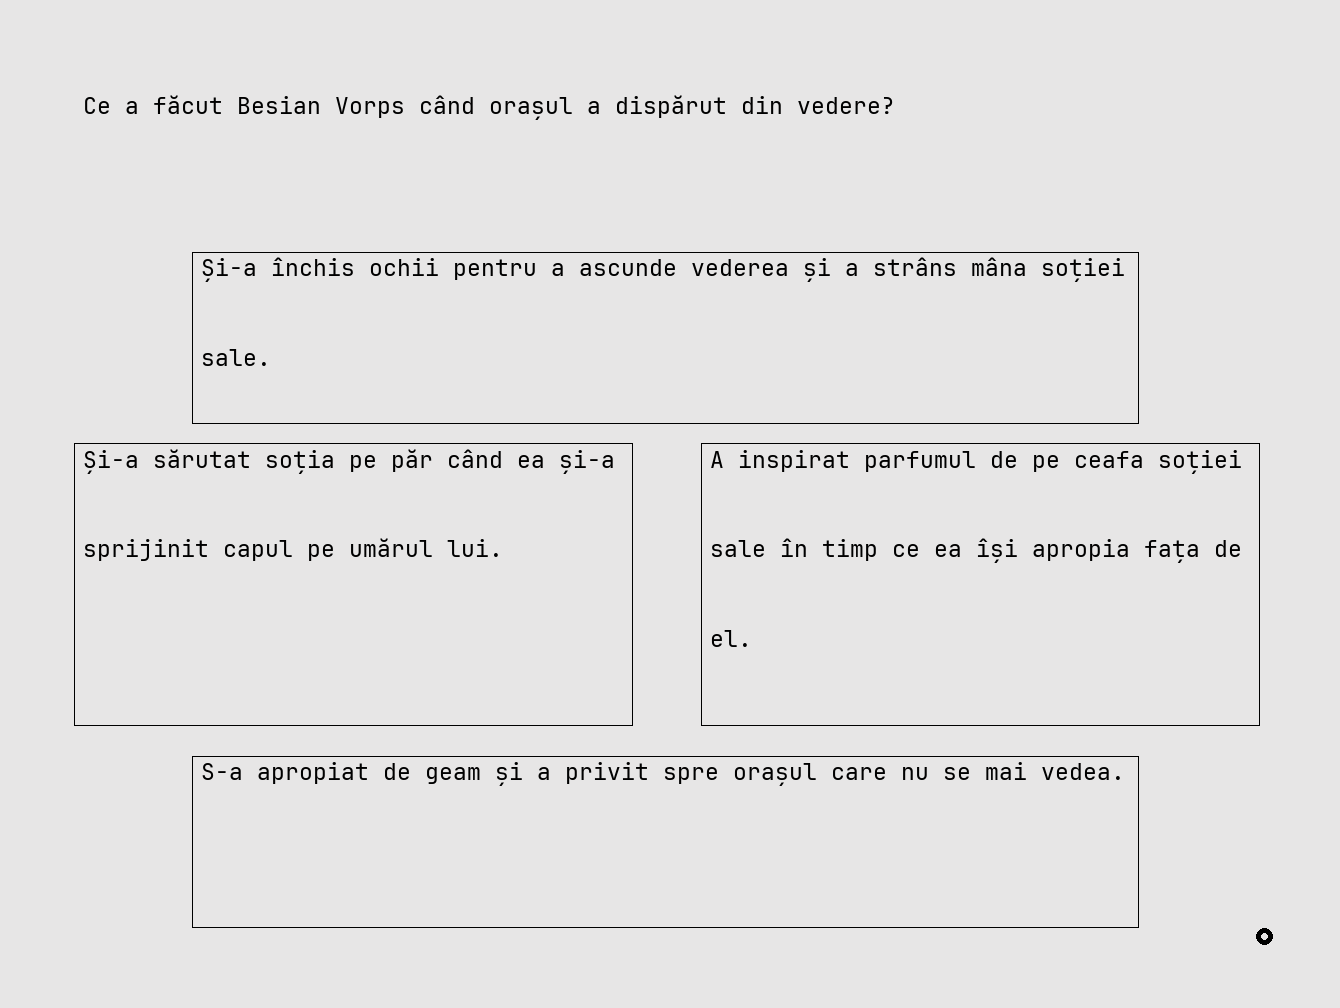 Ce a făcut Besian Vorps când orașul a dispărut din vedere?
Și-a închis ochii pentru a ascunde vederea și a strâns mâna soției
sale.
Și-a sărutat soția pe păr când ea și-a
sprijinit capul pe umărul lui.
A inspirat parfumul de pe ceafa soției
sale în timp ce ea își apropia fața de
el.
S-a apropiat de geam și a privit spre orașul care nu se mai vedea.